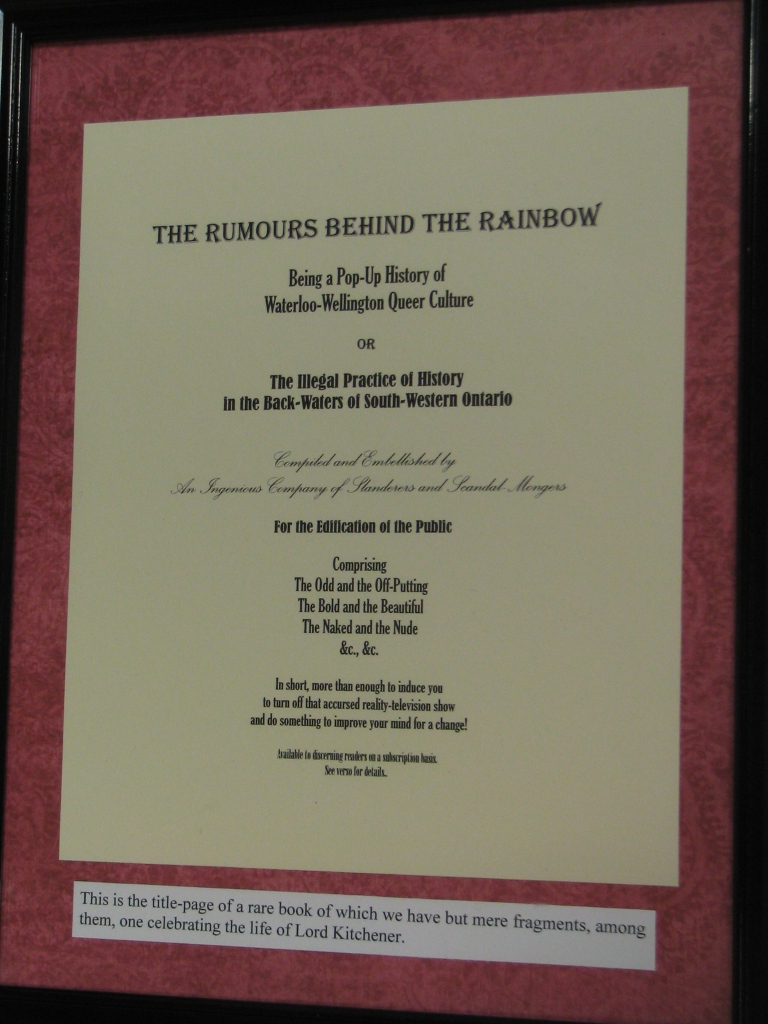 THE RUMOURS BEHIND THE RAINBOW
Being a Pop-Up History of
Waterloo-Wellington Queer Culture
OR
The Illegal Practice of History
in the Back-Waters of South-Western Ontario
Compiled and Embellished by
An Ingenious Company of Slanderers and Scandal-Mongers
For the Edification of the Public
Comprising
The Odd and the Off-Putting
The Bold and the Beautiful
The Naked and the Nude
&c., &c.
In short, more than enough to induce you
to turn off that accursed reality-television show
and do something to improve your mind for a change!
Available to discerning readers on a subscription basis.
See verso for details.
This is the title-page of a rare book of which we have but mere fragments, among
them, one celebrating the life of Lord Kitchener.